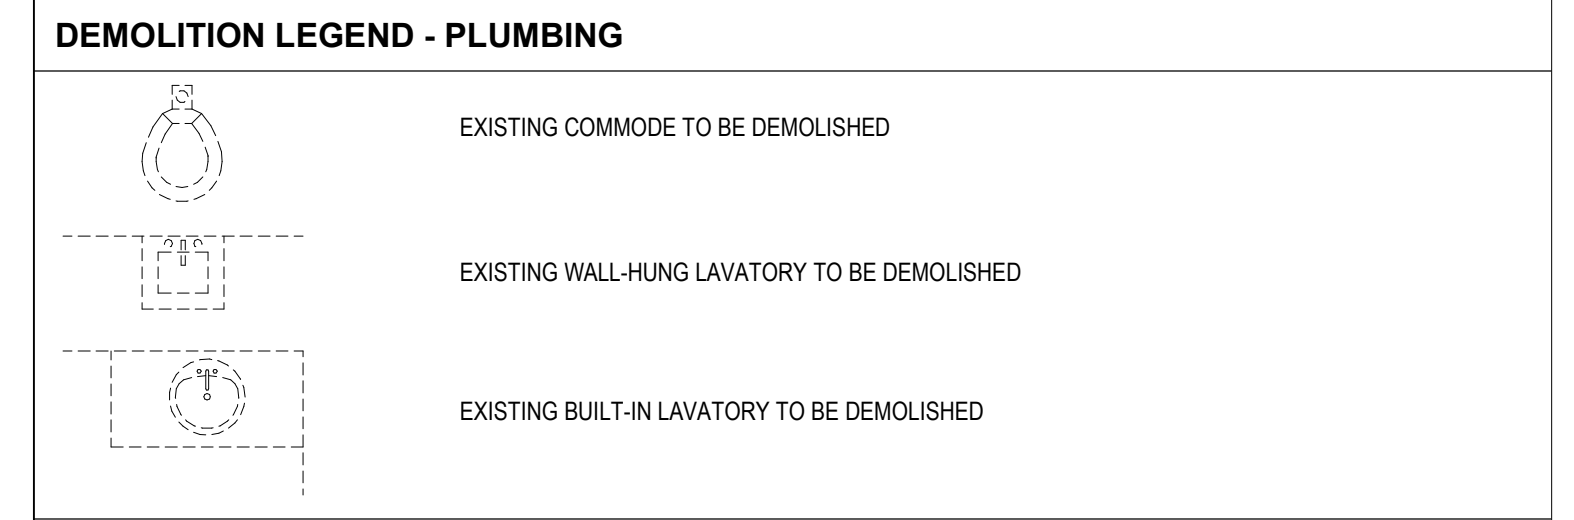 DEMOLITION LEGEND - PLUMBING
EXISTING COMMODE TO BE DEMOLISHED
EXISTING WALL-HUNG LAVATORY TO BE DEMOLISHED
EXISTING BUILT-IN LAVATORY TO BE DEMOLISHED